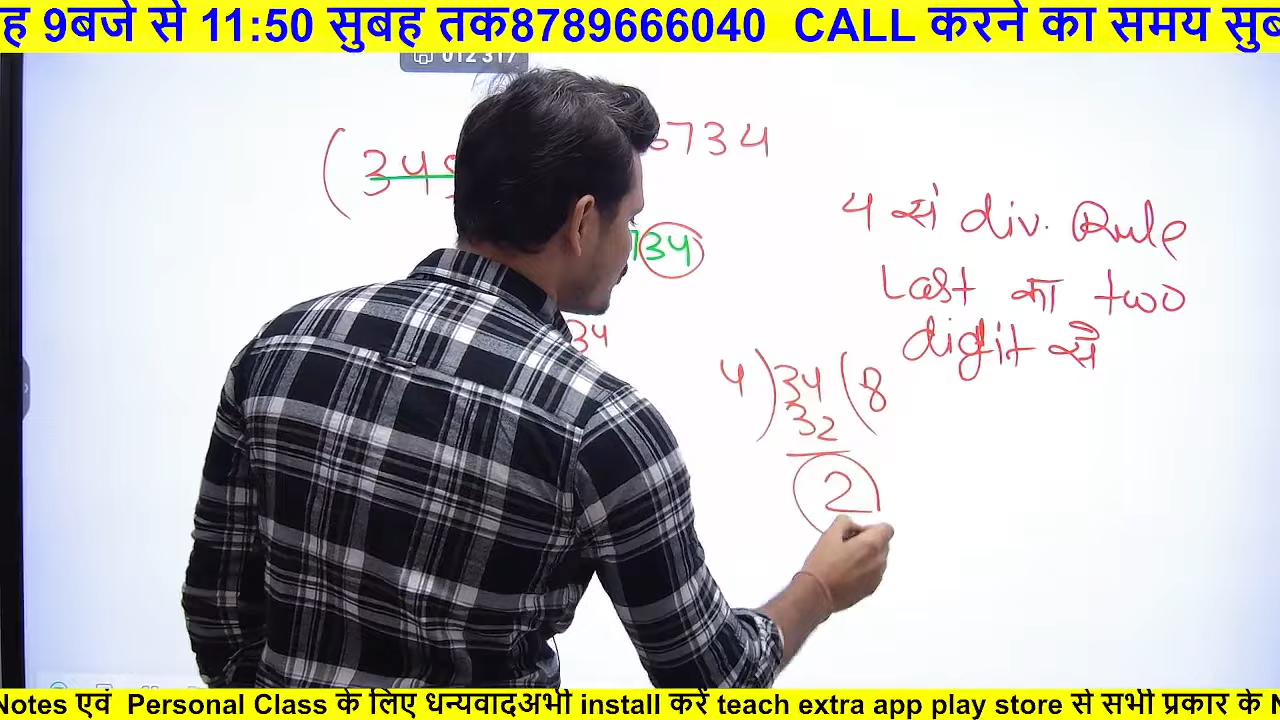 ह 9बजे से 11:50 सुबह तक8789666040 CALL करने का समय सुब
012317
(349
6734
34
34
4 से div. Rule
Last का two
digit से
4)34(8
32
2
Notes एवं Personal Class के लिए धन्यवादअभी install करें teach extra app play store से सभी प्रकार के N